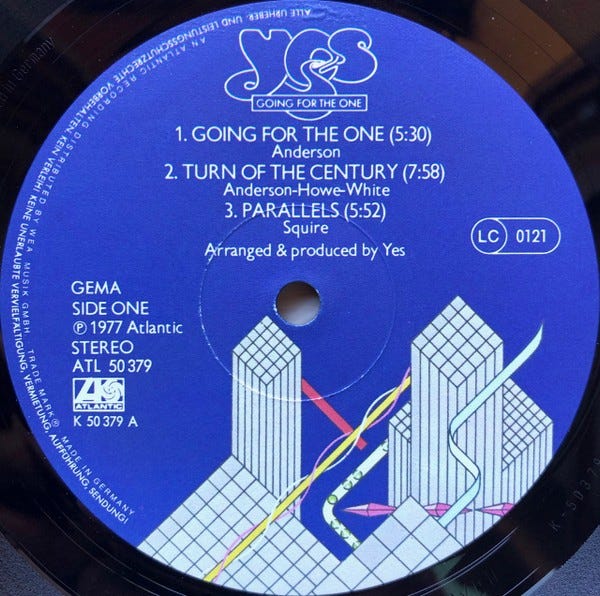 ALLE URHEBER- UND LEISTUNGSSCHUTZRECHTE VORBEHALTEN. KEIN VERLEIH! KEINE UNERLAUBTE VERVIELFÄLTIGUNG, VERMIETUNG, AUFFÜHRUNG, SENDUNG!
AN ATLANTIC RECORDING DISTRIBUTED BY WEA MUSIK GMBH . TRADE MARK ® MADE IN GERMANY
in Germany
yes
GOING FOR THE ONE
1. GOING FOR THE ONE (5:30)
Anderson
2. TURN OF THE CENTURY (7:58)
Anderson-Howe-White
3. PARALLELS (5:52)
Squire
Arranged & produced by Yes
LC 0121
GEMA
SIDE ONE
℗ 1977 Atlantic
STEREO
ATL 50 379
ATLANTIC
K 50 379 A
K-50379